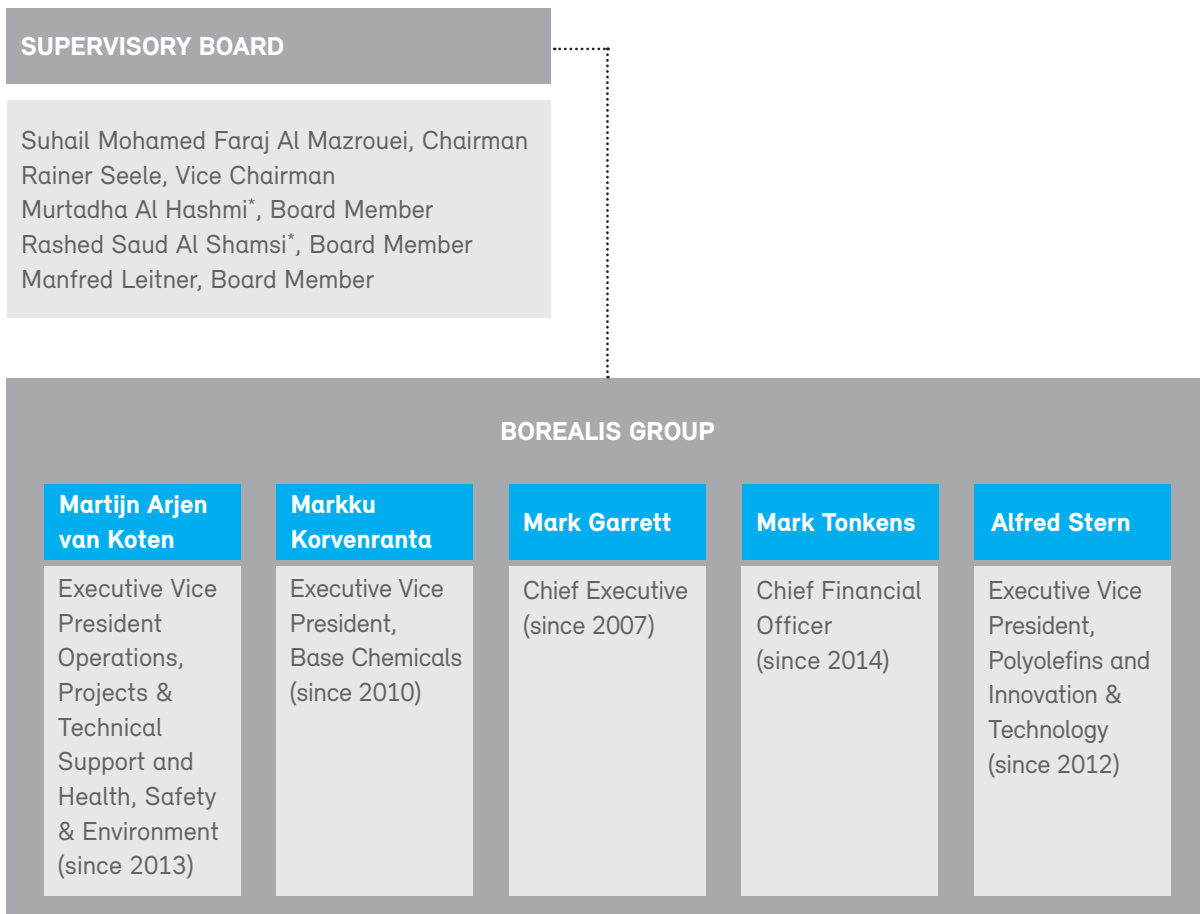 SUPERVISORY BOARD
Suhail Mohamed Faraj Al Mazrouei, Chairman
Rainer Seele, Vice Chairman
Murtadha Al Hashmi*, Board Member
Rashed Saud Al Shamsi*, Board Member
Manfred Leitner, Board Member
BOREALIS GROUP
Martijn Arjen
van Koten
Executive Vice
President
Operations,
Projects &
Technical
Support and
Health, Safety
& Environment
(since 2013)
Markku
Korvenranta
Executive Vice
President,
Base Chemicals
(since 2010)
Mark Garrett
Chief Executive
(since 2007)
Mark Tonkens
Chief Financial
Officer
(since 2014)
Alfred Stern
Executive Vice
President,
Polyolefins and
Innovation &
Technology
(since 2012)